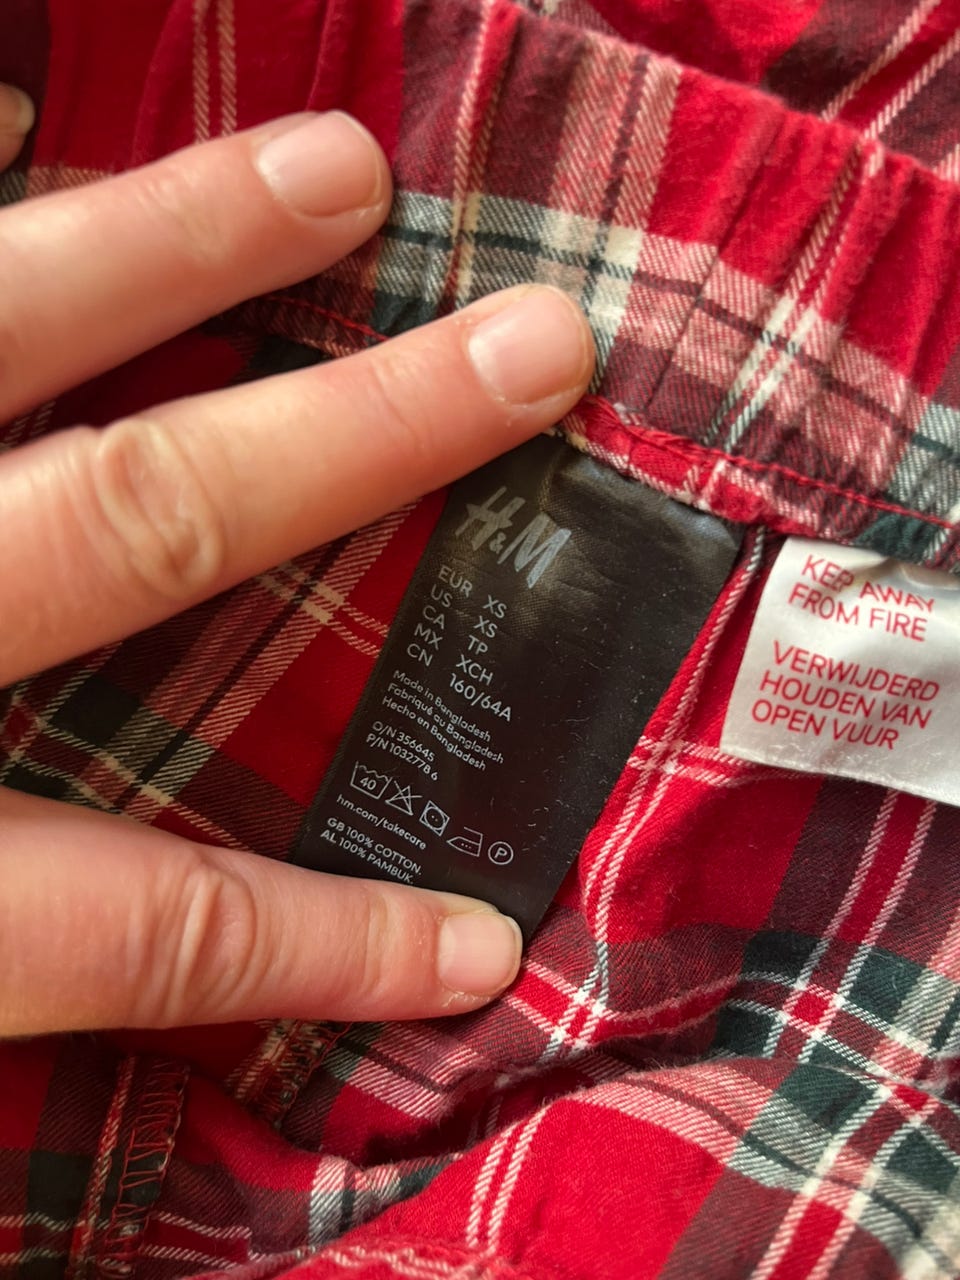 H&M
EUR XS
US XS
CA TP
MX XCH
CN 160/64A
Made in Bangladesh
Fabriqué au Bangladesh
Hecho en Bangladesh
O/N 356645
P/N 1032778 6
40
P
hm.com/takecare
GB 100% COTTON.
AL 100% PAMBUK.
KEEP AWAY
FROM FIRE
VERWIJDERD
HOUDEN VAN
OPEN VUUR